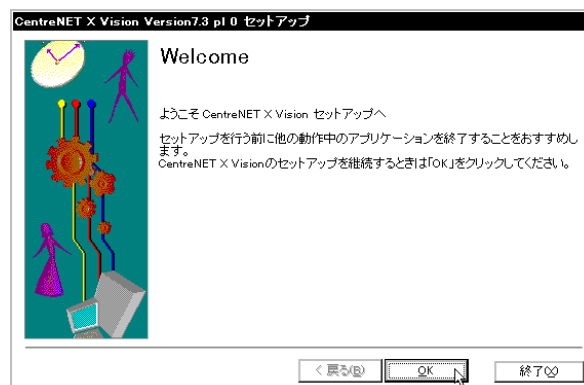 CentreNET X Vision Version7.3 pl 0 セットアップ
Welcome
ようこそ CentreNET X Vision セットアップへ
セットアップを行う前に他の動作中のアプリケーションを終了することをおすすめし
ます。
CentreNET X Visionのセットアップを継続するときは「OK」をクリックしてください。
< 戻る(B)
OK
終了(X)